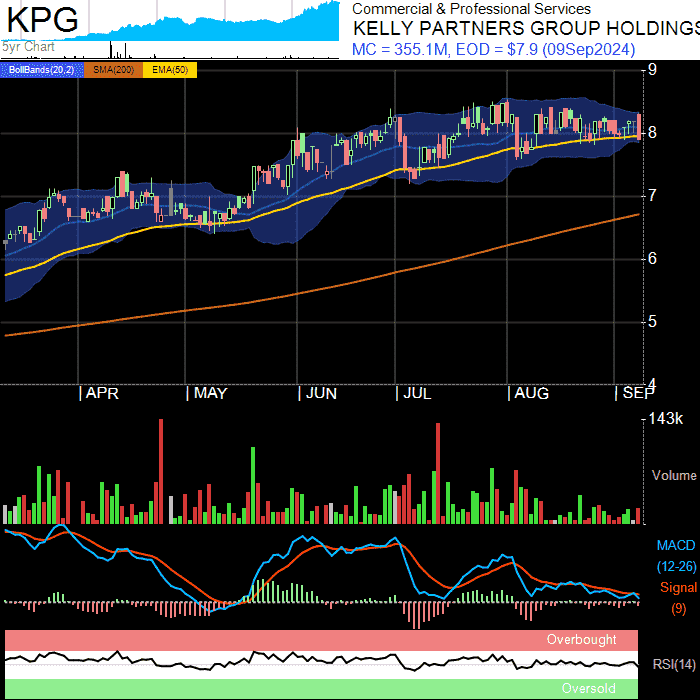 KPG
5yr Chart
Commercial & Professional Services
KELLY PARTNERS GROUP HOLDINGS
MC = 355.1M, EOD = $7.9 (09Sep2024)
BollBands(20,2) SMA(200) EMA(50)
9
8
7
6
5
4
APR MAY JUN JUL AUG SEP
143k
Volume
MACD
(12-26)
Signal
(9)
Overbought
RSI(14)
Oversold